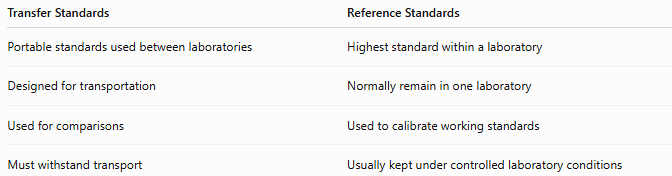 Transfer Standards Reference Standards
Portable standards used between laboratories Highest standard within a laboratory
Designed for transportation Normally remain in one laboratory
Used for comparisons Used to calibrate working standards
Must withstand transport Usually kept under controlled laboratory conditions